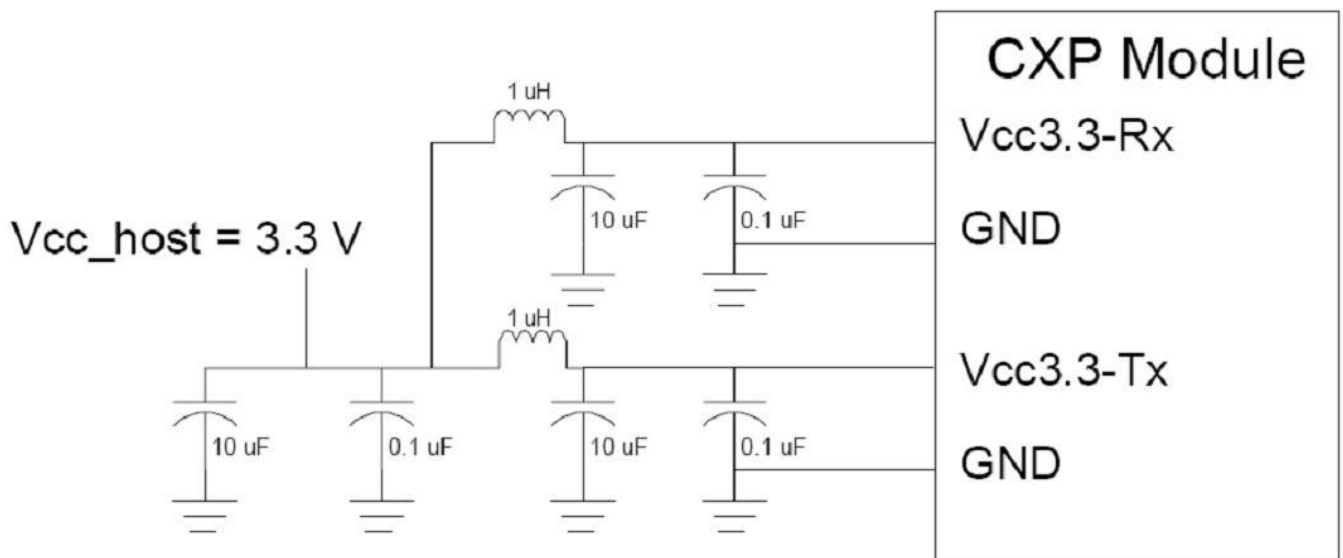 CXP Module
1 uH
Vcc3.3-Rx
10 uF
0.1 uF
GND
Vcc_host = 3.3 V
1 uH
Vcc3.3-Tx
10 uF
0.1 uF
10 uF
0.1 uF
GND